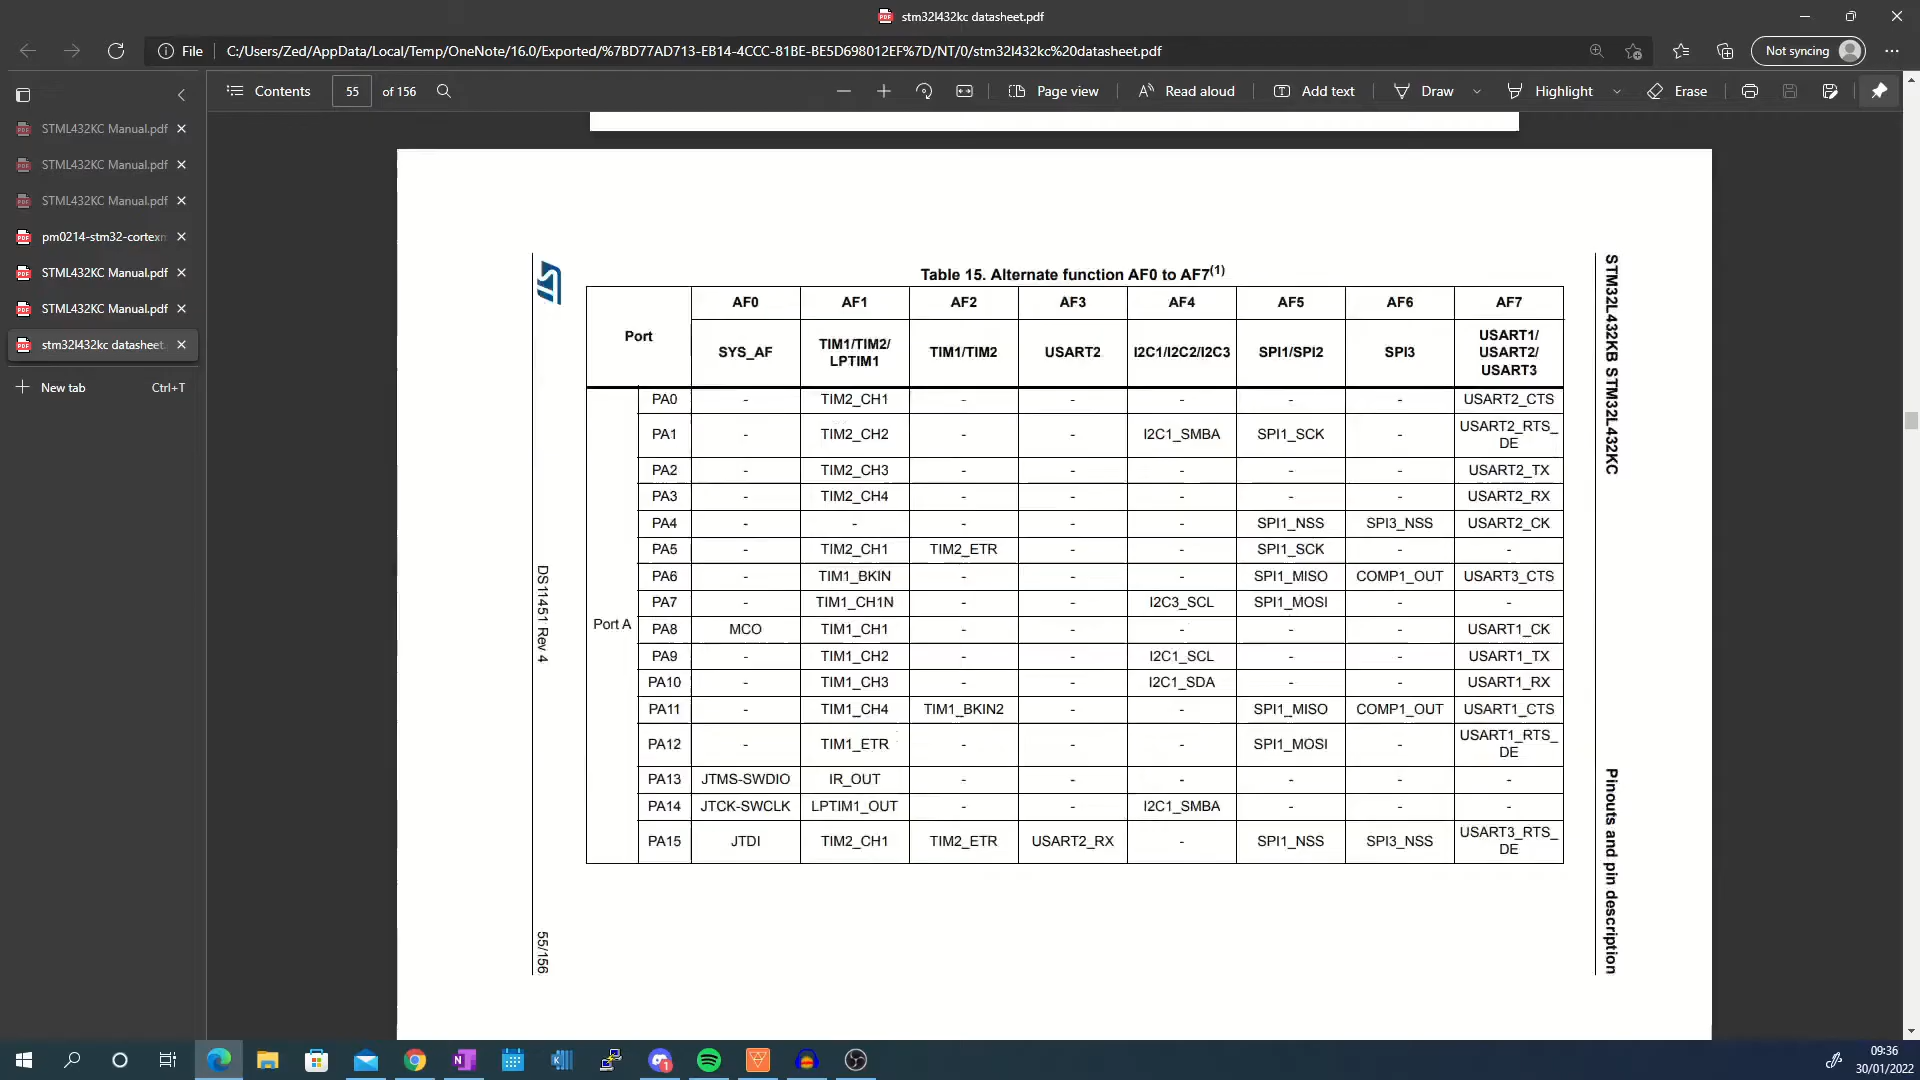 stm32l432kc datasheet.pdf
File
C:/Users/Zed/AppData/Local/Temp/OneNote/16.0/Exported/%7BD77AD713-EB14-4CCC-81BE-BE5D698012EF%7D/NT/0/stm32l432kc%20datasheet.pdf
Not syncing
Contents 55 of 156
Page view
Read aloud
Add text
Draw
Highlight
Erase
STML432KC Manual.pdf
STML432KC Manual.pdf
STML432KC Manual.pdf
pm0214-stm32-cortexm
STML432KC Manual.pdf
STML432KC Manual.pdf
stm32l432kc datasheet.
New tab Ctrl+T
Table 15. Alternate function AF0 to AF7(1)
Port AF0 AF1 AF2 AF3 AF4 AF5 AF6 AF7
SYS_AF TIM1/TIM2/ LPTIM1 TIM1/TIM2 USART2 I2C1/I2C2/I2C3 SPI1/SPI2 SPI3 USART1/ USART2/ USART3
Port A
PA0 - TIM2_CH1 - - - - - USART2_CTS
PA1 - TIM2_CH2 - - I2C1_SMBA SPI1_SCK - USART2_RTS_ DE
PA2 - TIM2_CH3 - - - - - USART2_TX
PA3 - TIM2_CH4 - - - - - USART2_RX
PA4 - - - - - SPI1_NSS SPI3_NSS USART2_CK
PA5 - TIM2_CH1 TIM2_ETR - - SPI1_SCK - -
PA6 - TIM1_BKIN - - - SPI1_MISO COMP1_OUT USART3_CTS
PA7 - TIM1_CH1N - - I2C3_SCL SPI1_MOSI - -
PA8 MCO TIM1_CH1 - - - - - USART1_CK
PA9 - TIM1_CH2 - - I2C1_SCL - - USART1_TX
PA10 - TIM1_CH3 - - I2C1_SDA - - USART1_RX
PA11 - TIM1_CH4 TIM1_BKIN2 - - SPI1_MISO COMP1_OUT USART1_CTS
PA12 - TIM1_ETR - - - SPI1_MOSI - USART1_RTS_ DE
PA13 JTMS-SWDIO IR_OUT - - - - - -
PA14 JTCK-SWCLK LPTIM1_OUT - - I2C1_SMBA - - -
PA15 JTDI TIM2_CH1 TIM2_ETR USART2_RX - SPI1_NSS SPI3_NSS USART3_RTS_ DE
STM32L432KB STM32L432KC
Pinouts and pin description
DS11451 Rev 4
55/156
09:36
30/01/2022